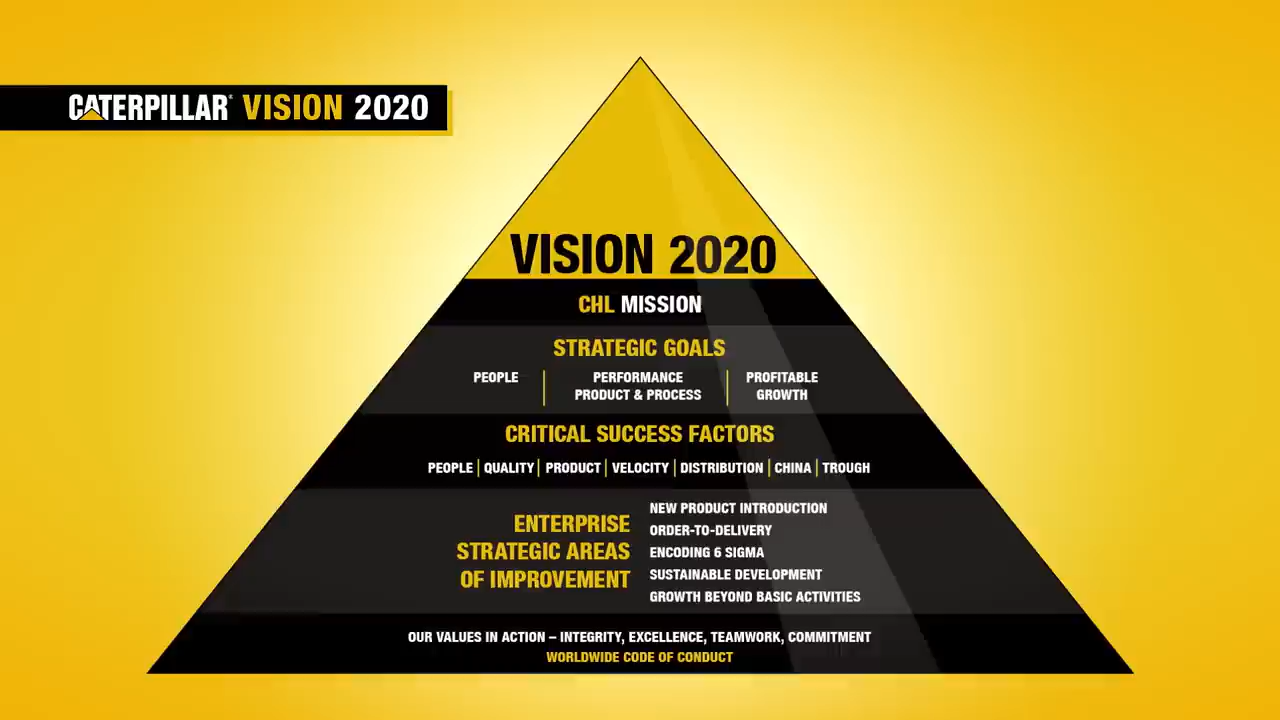 CATERPILLAR® VISION 2020
VISION 2020
CHL MISSION
STRATEGIC GOALS
PEOPLE
PERFORMANCE
PRODUCT & PROCESS
PROFITABLE
GROWTH
CRITICAL SUCCESS FACTORS
PEOPLE | QUALITY | PRODUCT | VELOCITY | DISTRIBUTION | CHINA | TROUGH
ENTERPRISE
STRATEGIC AREAS
OF IMPROVEMENT
NEW PRODUCT INTRODUCTION
ORDER-TO-DELIVERY
ENCODING 6 SIGMA
SUSTAINABLE DEVELOPMENT
GROWTH BEYOND BASIC ACTIVITIES
OUR VALUES IN ACTION – INTEGRITY, EXCELLENCE, TEAMWORK, COMMITMENT
WORLDWIDE CODE OF CONDUCT